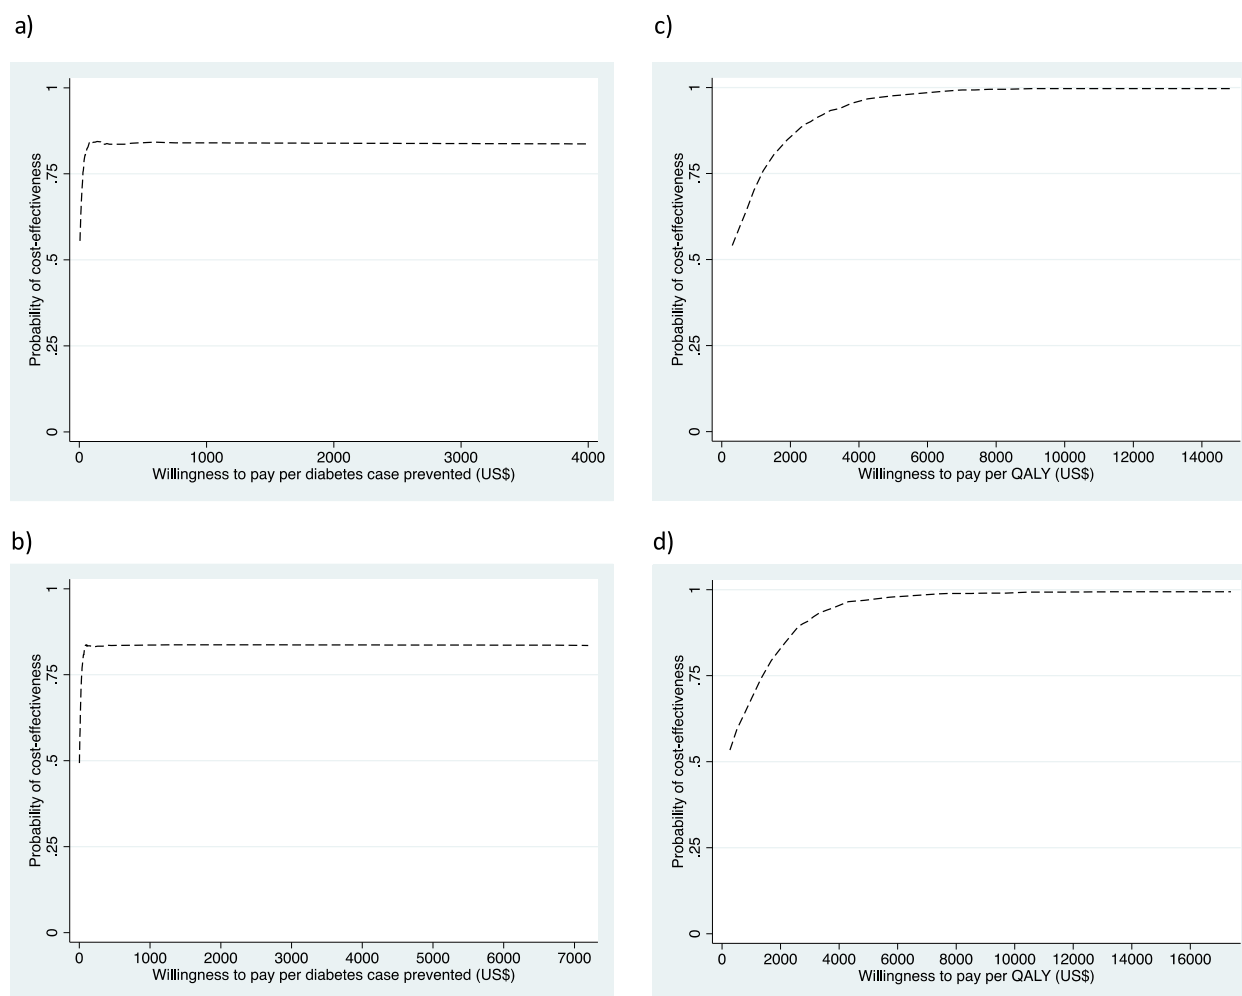 a)
Probability of cost-effectiveness
1
.75
.5
.25
0
0 1000 2000 3000 4000
Willingness to pay per diabetes case prevented (US$)
c)
Probability of cost-effectiveness
1
.75
.5
.25
0
0 2000 4000 6000 8000 10000 12000 14000
Willingness to pay per QALY (US$)
b)
Probability of cost-effectiveness
1
.75
.5
.25
0
0 1000 2000 3000 4000 5000 6000 7000
Willingness to pay per diabetes case prevented (US$)
d)
Probability of cost-effectiveness
1
.75
.5
.25
0
0 2000 4000 6000 8000 10000 12000 14000 16000
Willingness to pay per QALY (US$)